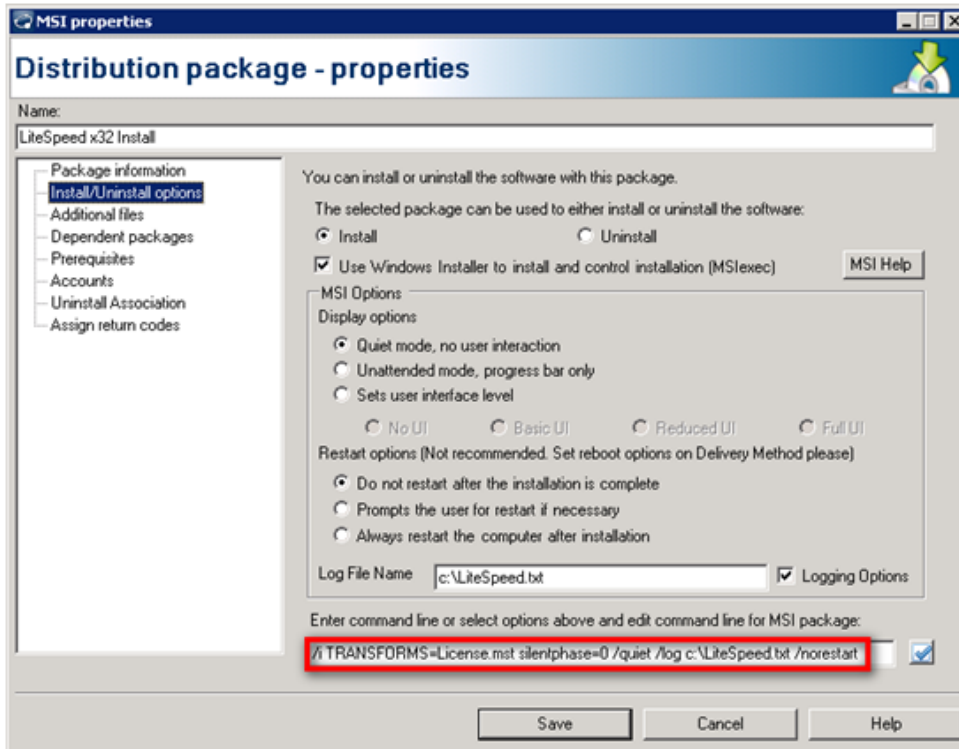 MSI properties
Distribution package - properties
Name:
LiteSpeed x32 Install
Package information
Install/Uninstall options
Additional files
Dependent packages
Prerequisites
Accounts
Uninstall Association
Assign return codes
You can install or uninstall the software with this package.
The selected package can be used to either install or uninstall the software:
Install Uninstall
Use Windows Installer to install and control installation (MSIexec) MSI Help
MSI Options
Display options
Quiet mode, no user interaction
Unattended mode, progress bar only
Sets user interface level
No UI Basic UI Reduced UI Full UI
Restart options (Not recommended. Set reboot options on Delivery Method please)
Do not restart after the installation is complete
Prompts the user for restart if necessary
Always restart the computer after installation
Log File Name c:\LiteSpeed.txt Logging Options
Enter command line or select options above and edit command line for MSI package:
/i TRANSFORMS=License.mst silentphase=0 /quiet /log c:\LiteSpeed.txt /norestart
Save Cancel Help